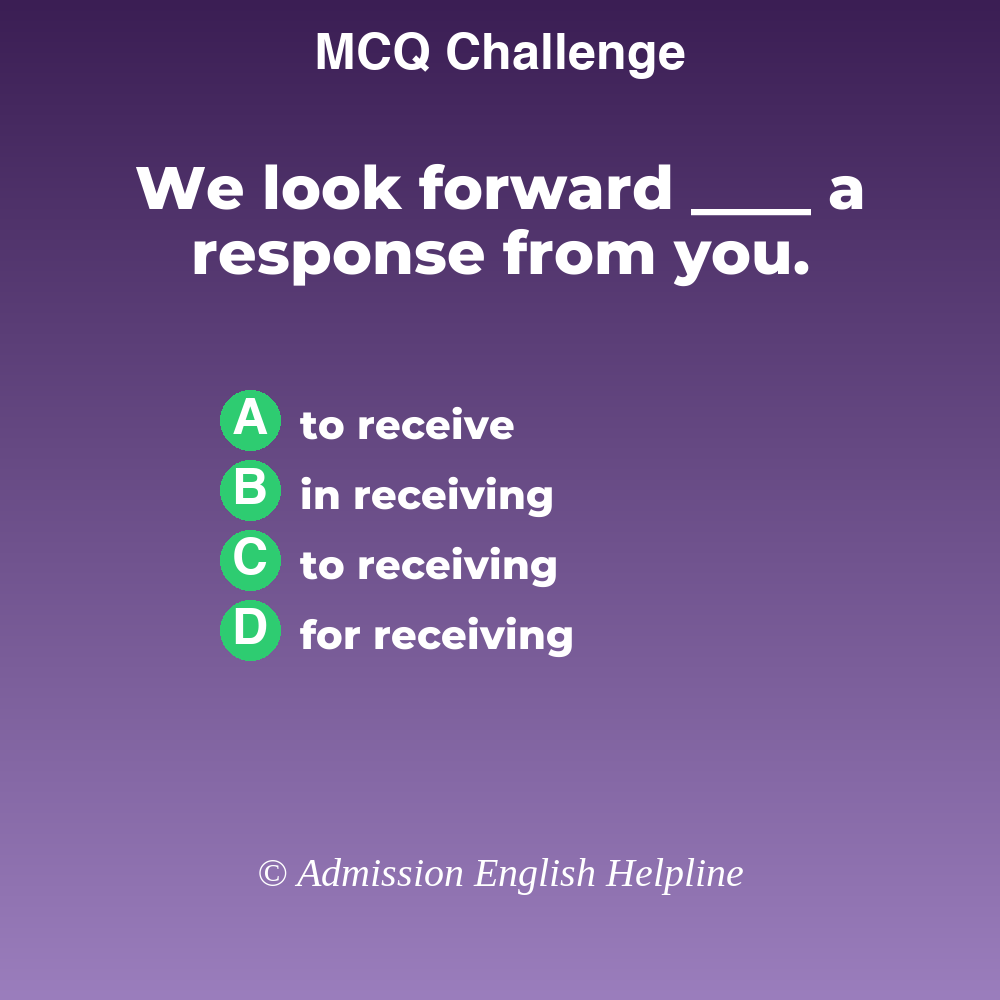 MCQ Challenge
We look forward ____ a
response from you.
A to receive
B in receiving
C to receiving
D for receiving
© Admission English Helpline